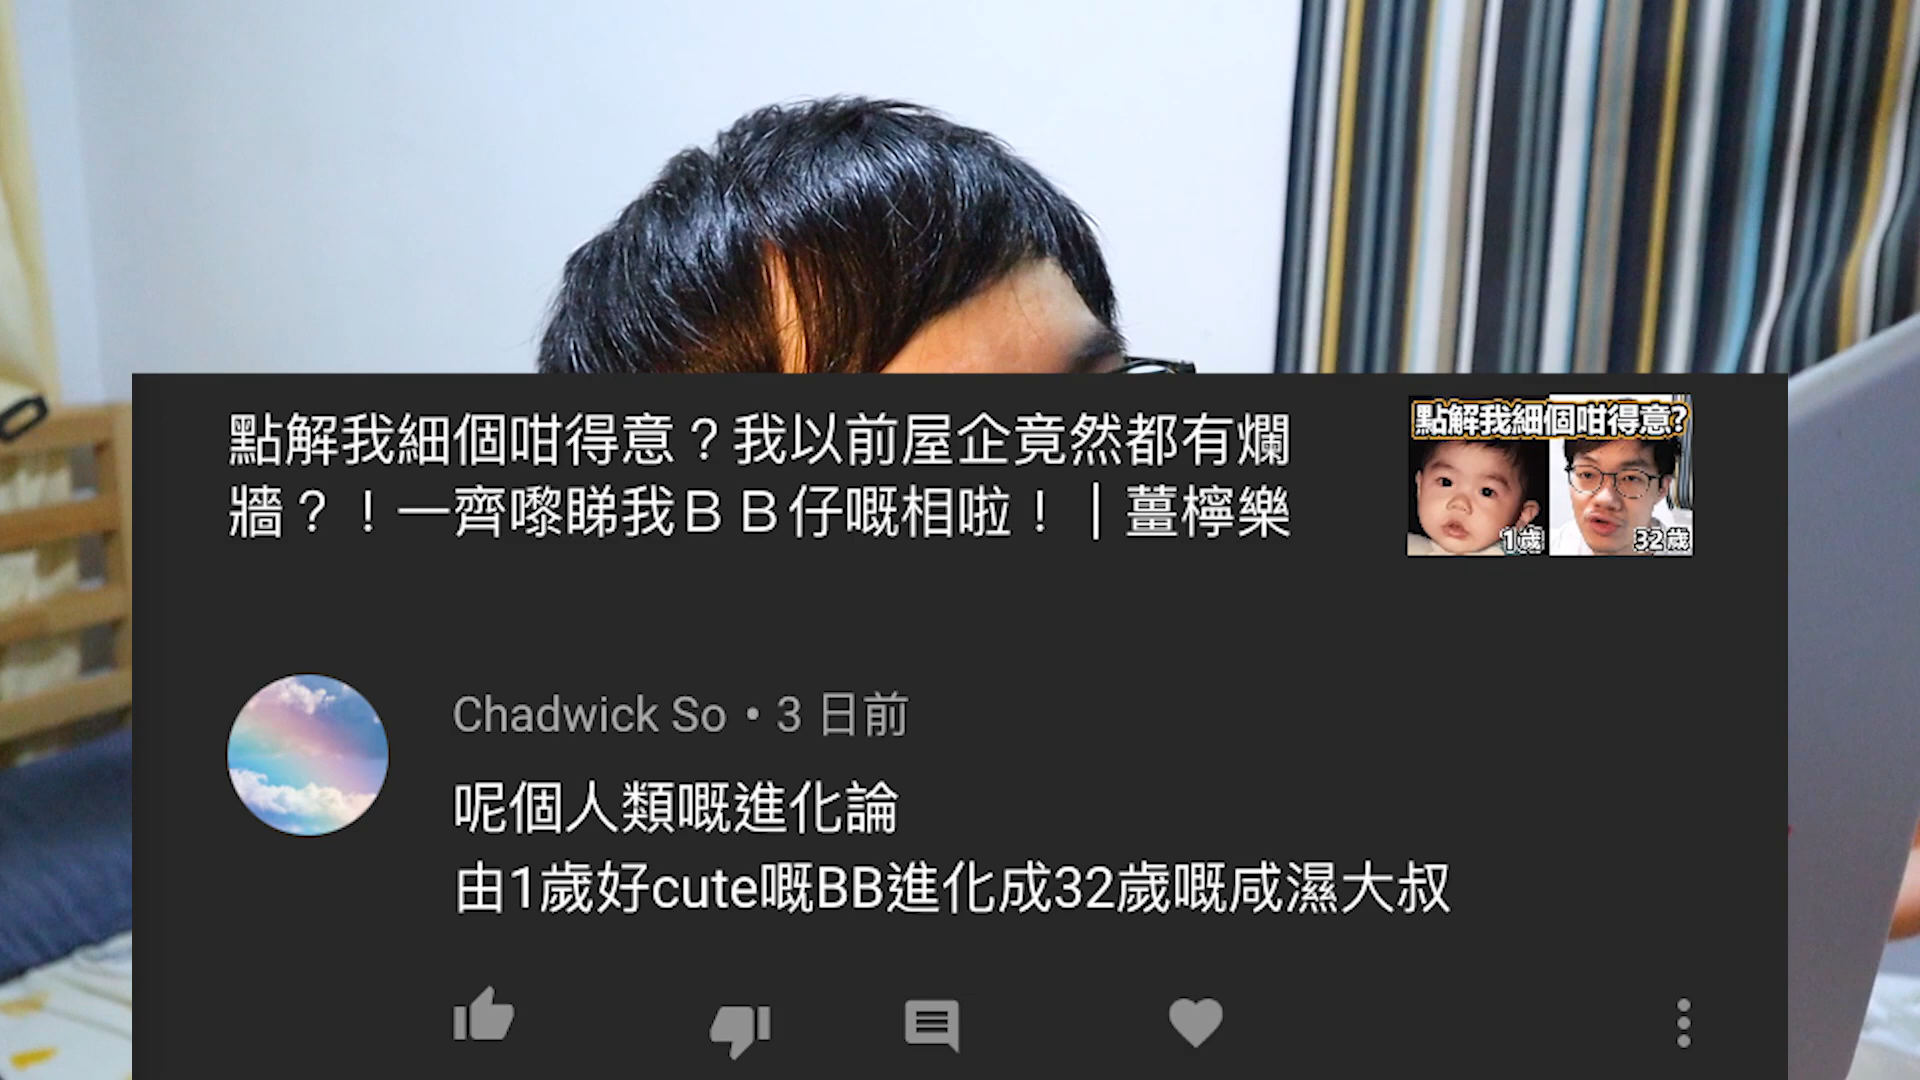 點解我細個咁得意？我以前屋企竟然都有爛
牆？！一齊嚟睇我ＢＢ仔嘅相啦！｜薑檸樂
點解我細個咁得意?
1歲
32歲
Chadwick So • 3 日前
呢個人類嘅進化論
由1歲好cute嘅BB進化成32歲嘅咸濕大叔